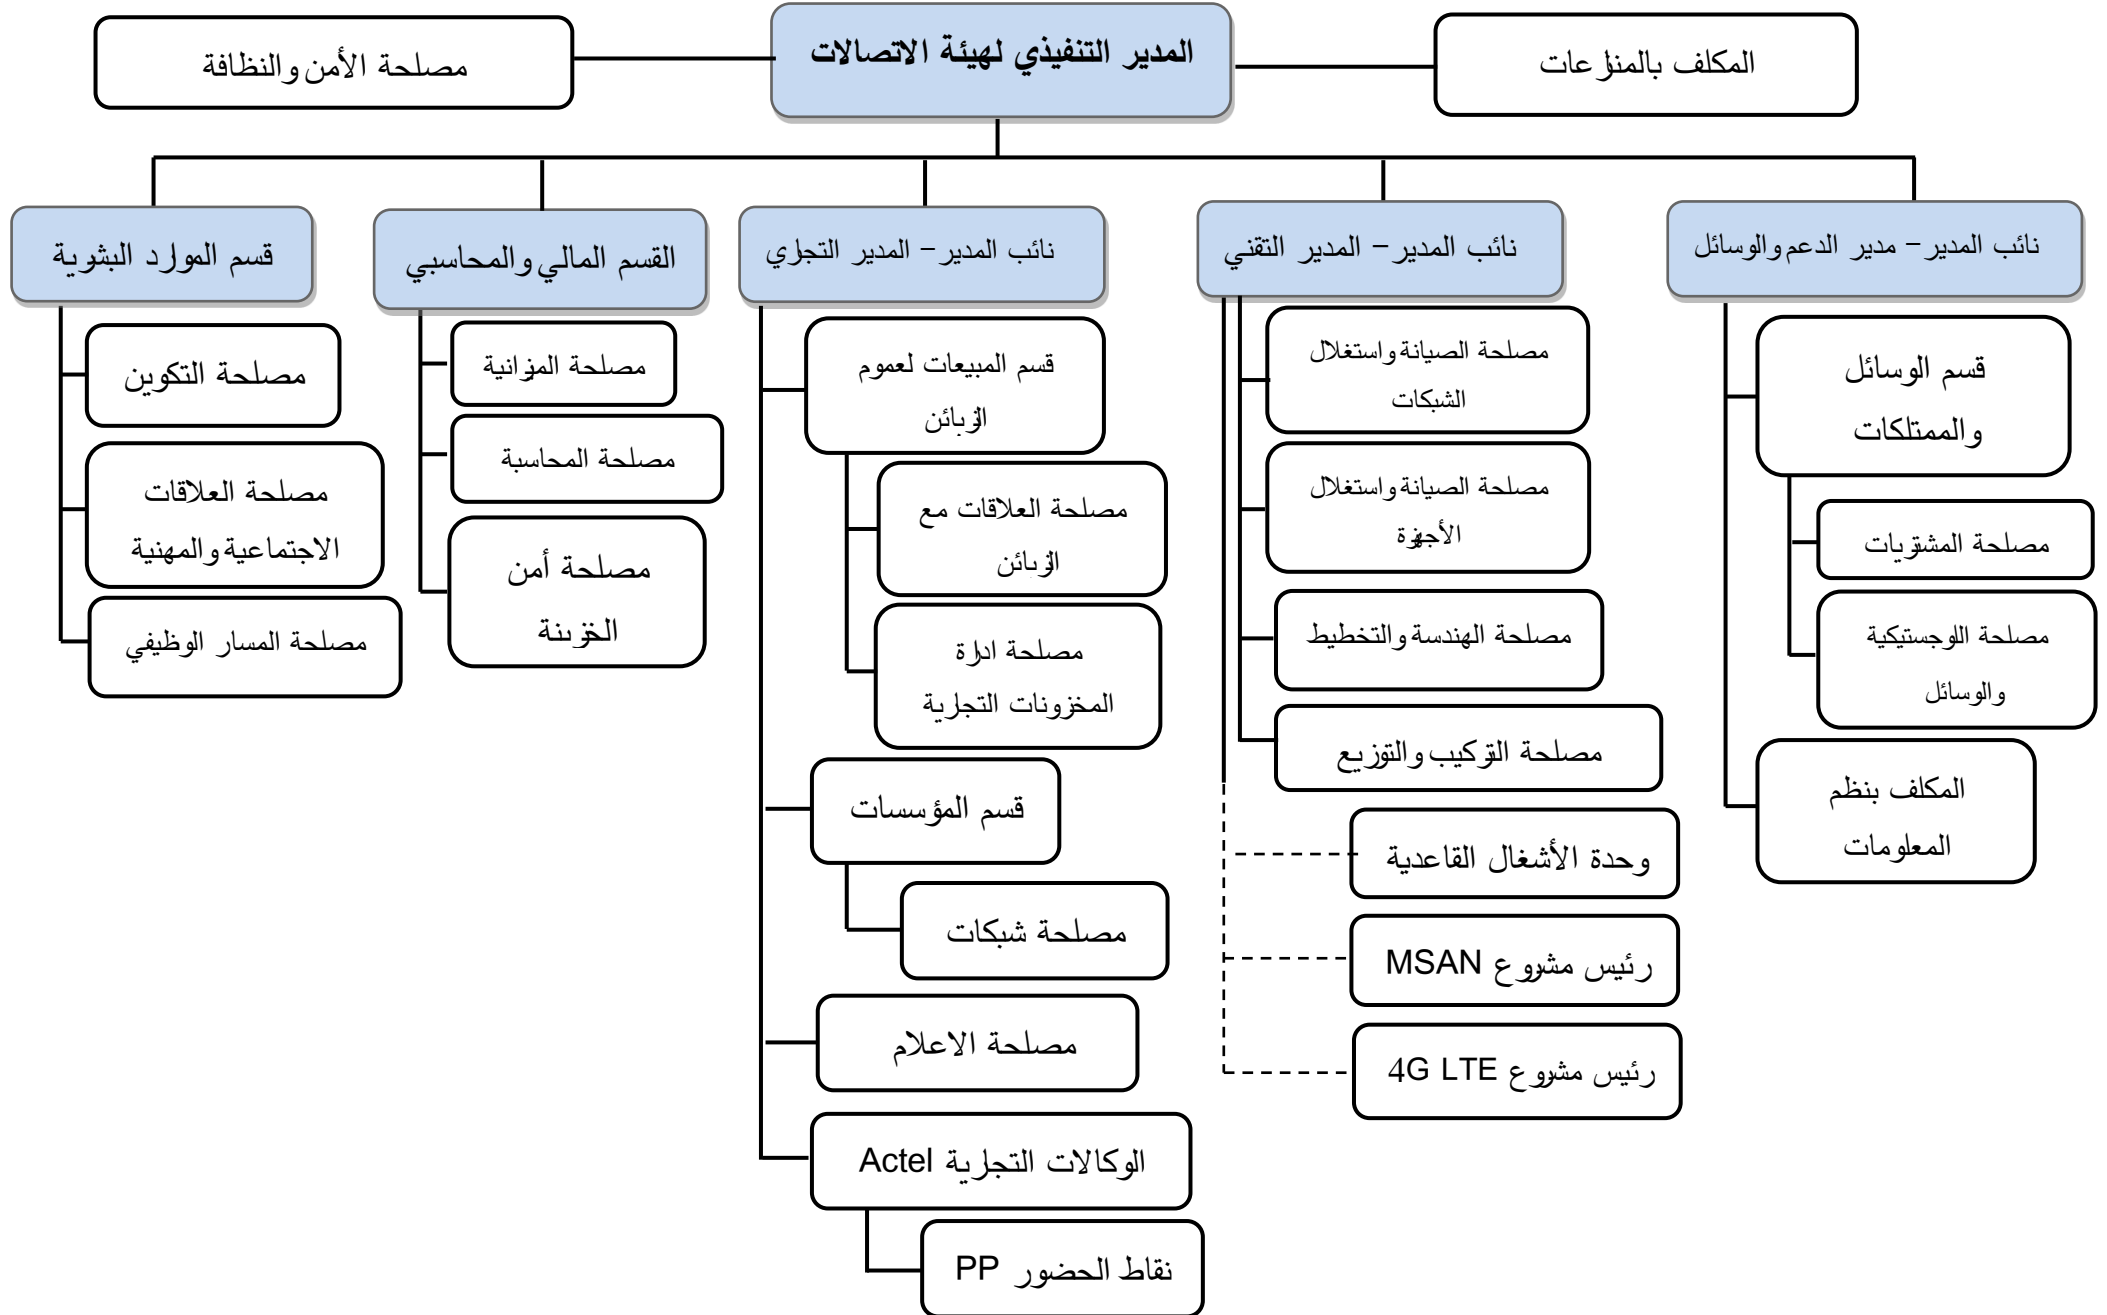 المكلف بالمنازعات
المدير التنفيذي لهيئة الاتصالات
مصلحة الأمن والنظافة
نائب المدير – مدير الدعم والوسائل
نائب المدير – المدير التقني
نائب المدير – المدير التجاري
القسم المالي والمحاسبي
قسم الموارد البشرية
قسم الوسائل
والممتلكات
مصلحة المشتريات
مصلحة اللوجستيكية
والوسائل
المكلف بنظم
المعلومات
مصلحة الصيانة واستغلال
الشبكات
مصلحة الصيانة واستغلال
الأجهزة
مصلحة الهندسة والتخطيط
مصلحة التركيب والتوزيع
وحدة الأشغال القاعدية
رئيس مشروع MSAN
رئيس مشروع 4G LTE
قسم المبيعات لعموم
الزبائن
مصلحة العلاقات مع
الزبائن
مصلحة ادارة
المخزونات التجارية
قسم المؤسسات
مصلحة شبكات
مصلحة الاعلام
الوكالات التجارية Actel
نقاط الحضور PP
مصلحة الميزانية
مصلحة المحاسبة
مصلحة أمن
الخزينة
مصلحة التكوين
مصلحة العلاقات
الاجتماعية والمهنية
مصلحة المسار الوظيفي